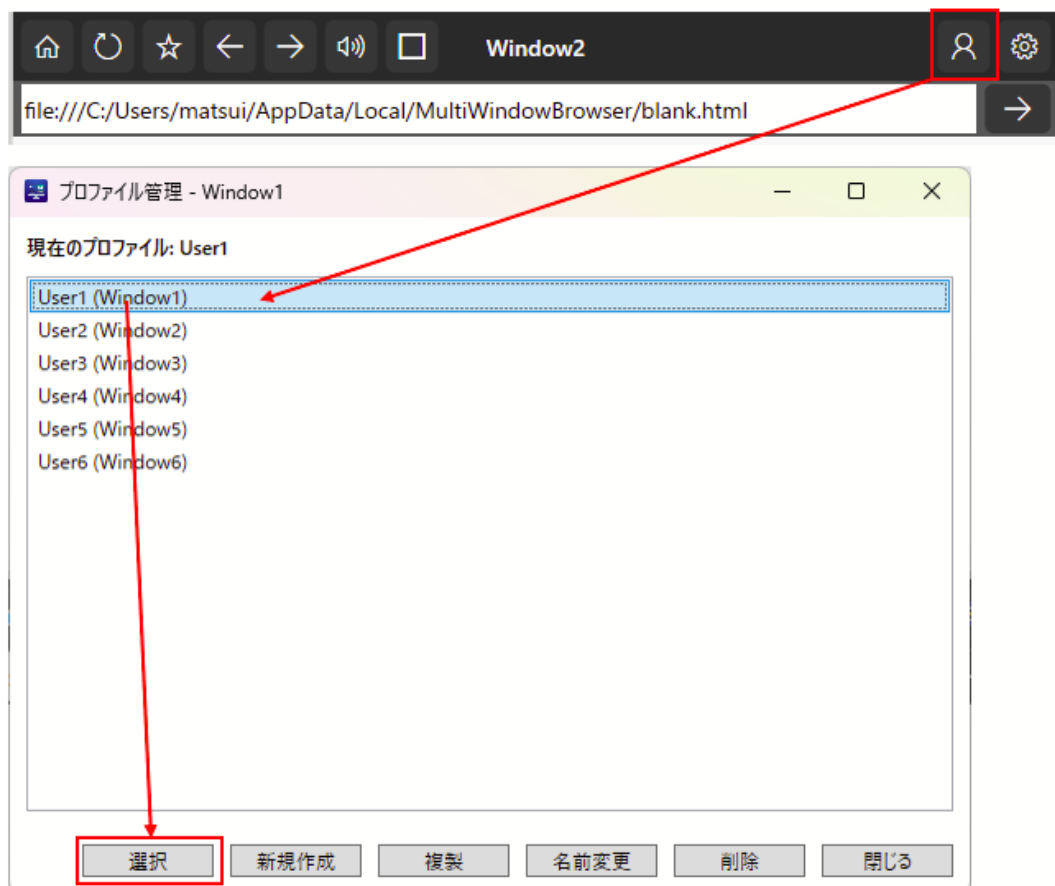 Window2
file:///C:/Users/matsui/AppData/Local/MultiWindowBrowser/blank.html
プロファイル管理 - Window1
現在のプロファイル: User1
User1 (Window1)
User2 (Window2)
User3 (Window3)
User4 (Window4)
User5 (Window5)
User6 (Window6)
選択 新規作成 複製 名前変更 削除 閉じる